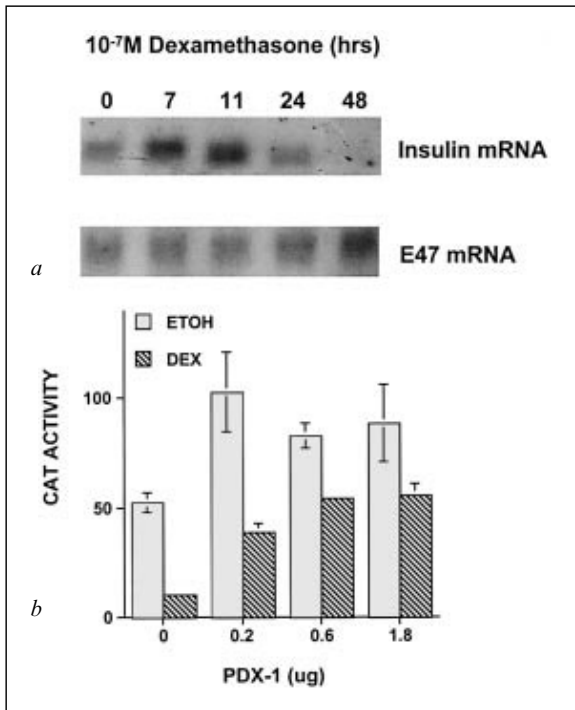 10⁻⁷M Dexamethasone (hrs)
0 7 11 24 48
Insulin mRNA
E47 mRNA
a
ETOH
DEX
100
50
0
CAT ACTIVITY
0 0.2 0.6 1.8
PDX-1 (ug)
b